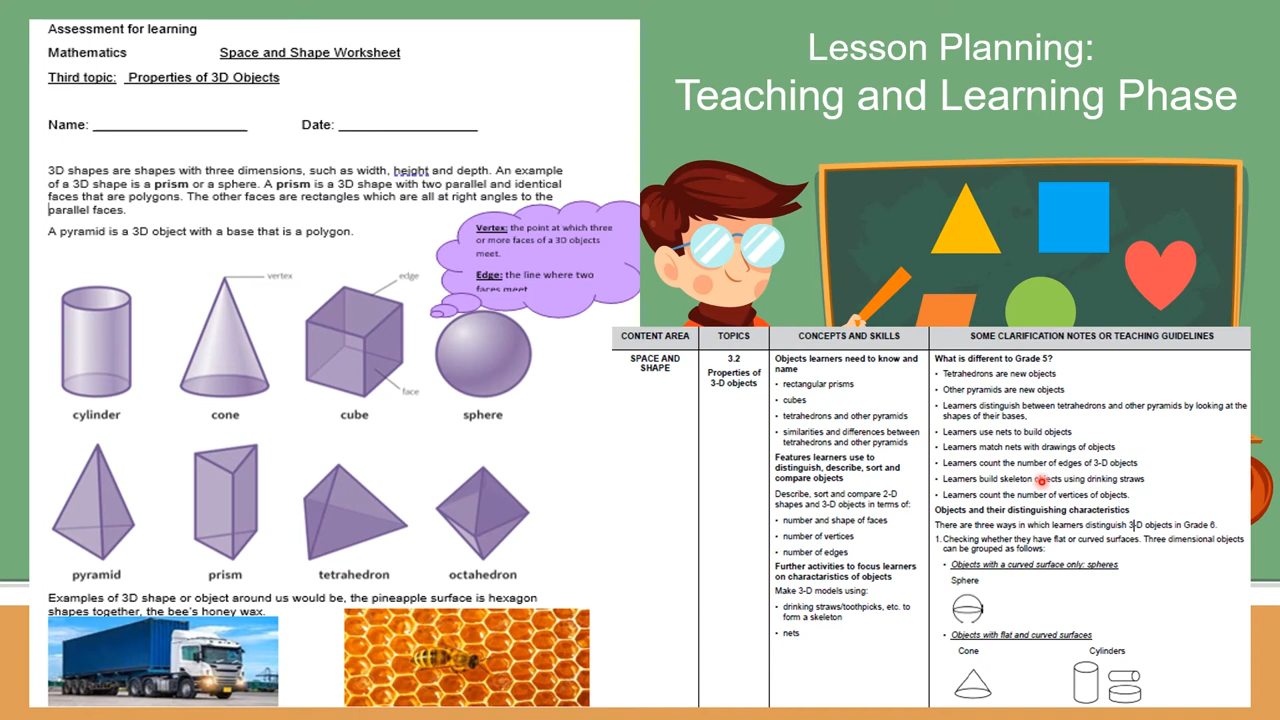 Assessment for learning
Mathematics Space and Shape Worksheet
Third topic: Properties of 3D Objects
Name: ____________________ Date: ____________________
3D shapes are shapes with three dimensions, such as width, height and depth. An example
of a 3D shape is a prism or a sphere. A prism is a 3D shape with two parallel and identical
faces that are polygons. The other faces are rectangles which are all at right angles to the
parallel faces.
A pyramid is a 3D object with a base that is a polygon.
Vertex: the point at which three
or more faces of a 3D objects
meet.
Edge: the line where two
faces meet
vertex
edge
face
cylinder
cone
cube
sphere
pyramid
prism
tetrahedron
octahedron
Examples of 3D shape or object around us would be, the pineapple surface is hexagon
shapes together, the bee's honey wax.
Lesson Planning:
Teaching and Learning Phase
CONTENT AREA
TOPICS
CONCEPTS AND SKILLS
SOME CLARIFICATION NOTES OR TEACHING GUIDELINES
SPACE AND
SHAPE
3.2
Properties of
3-D objects
Objects learners need to know and
name
• rectangular prisms
• cubes
• tetrahedrons and other pyramids
• similarities and differences between
tetrahedrons and other pyramids
Features learners use to
distinguish, describe, sort and
compare objects
Describe, sort and compare 2-D
shapes and 3-D objects in terms of:
• number and shape of faces
• number of vertices
• number of edges
Further activities to focus learners
on charactaristics of objects
Make 3-D models using:
• drinking straws/toothpicks, etc. to
form a skeleton
• nets
What is different to Grade 5?
• Tetrahedrons are new objects
• Other pyramids are new objects
• Learners distinguish between tetrahedrons and other pyramids by looking at the
shapes of their bases,
• Learners use nets to build objects
• Learners match nets with drawings of objects
• Learners count the number of edges of 3-D objects
• Learners build skeleton objects using drinking straws
• Learners count the number of vertices of objects.
Objects and their distinguishing characteristics
There are three ways in which learners distinguish 3-D objects in Grade 6.
1. Checking whether they have flat or curved surfaces. Three dimensional objects
can be grouped as follows:
• Objects with a curved surface only: spheres
Sphere
• Objects with flat and curved surfaces
Cone Cylinders